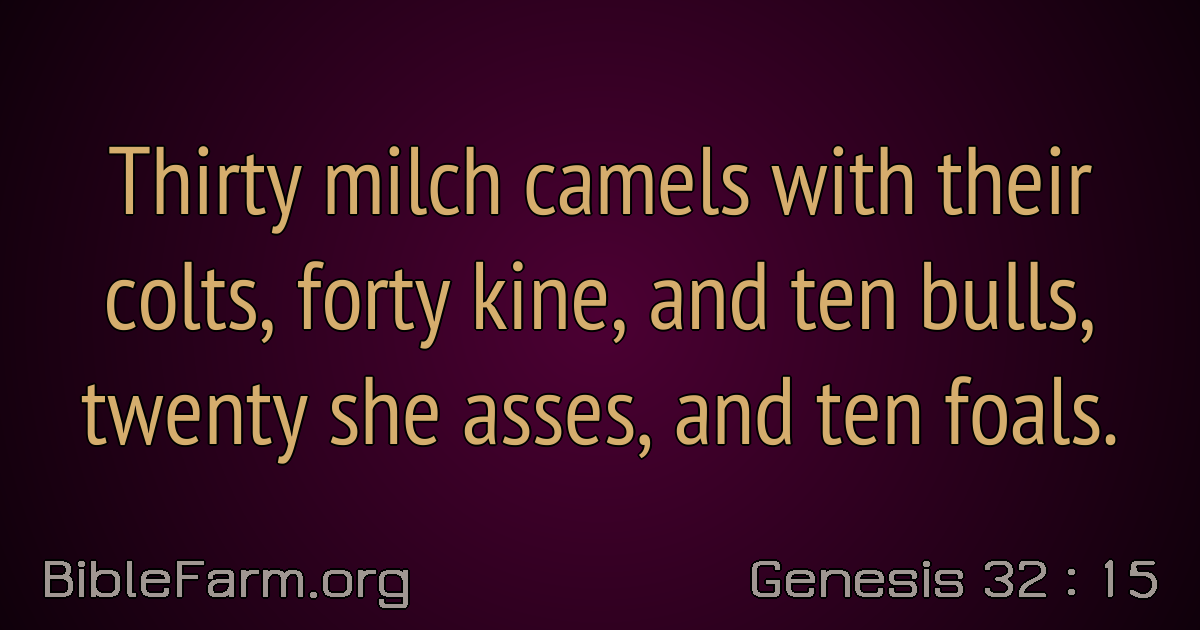 Thirty milch camels with their
colts, forty kine, and ten bulls,
twenty she asses, and ten foals.
BibleFarm.org
Genesis 32 : 15